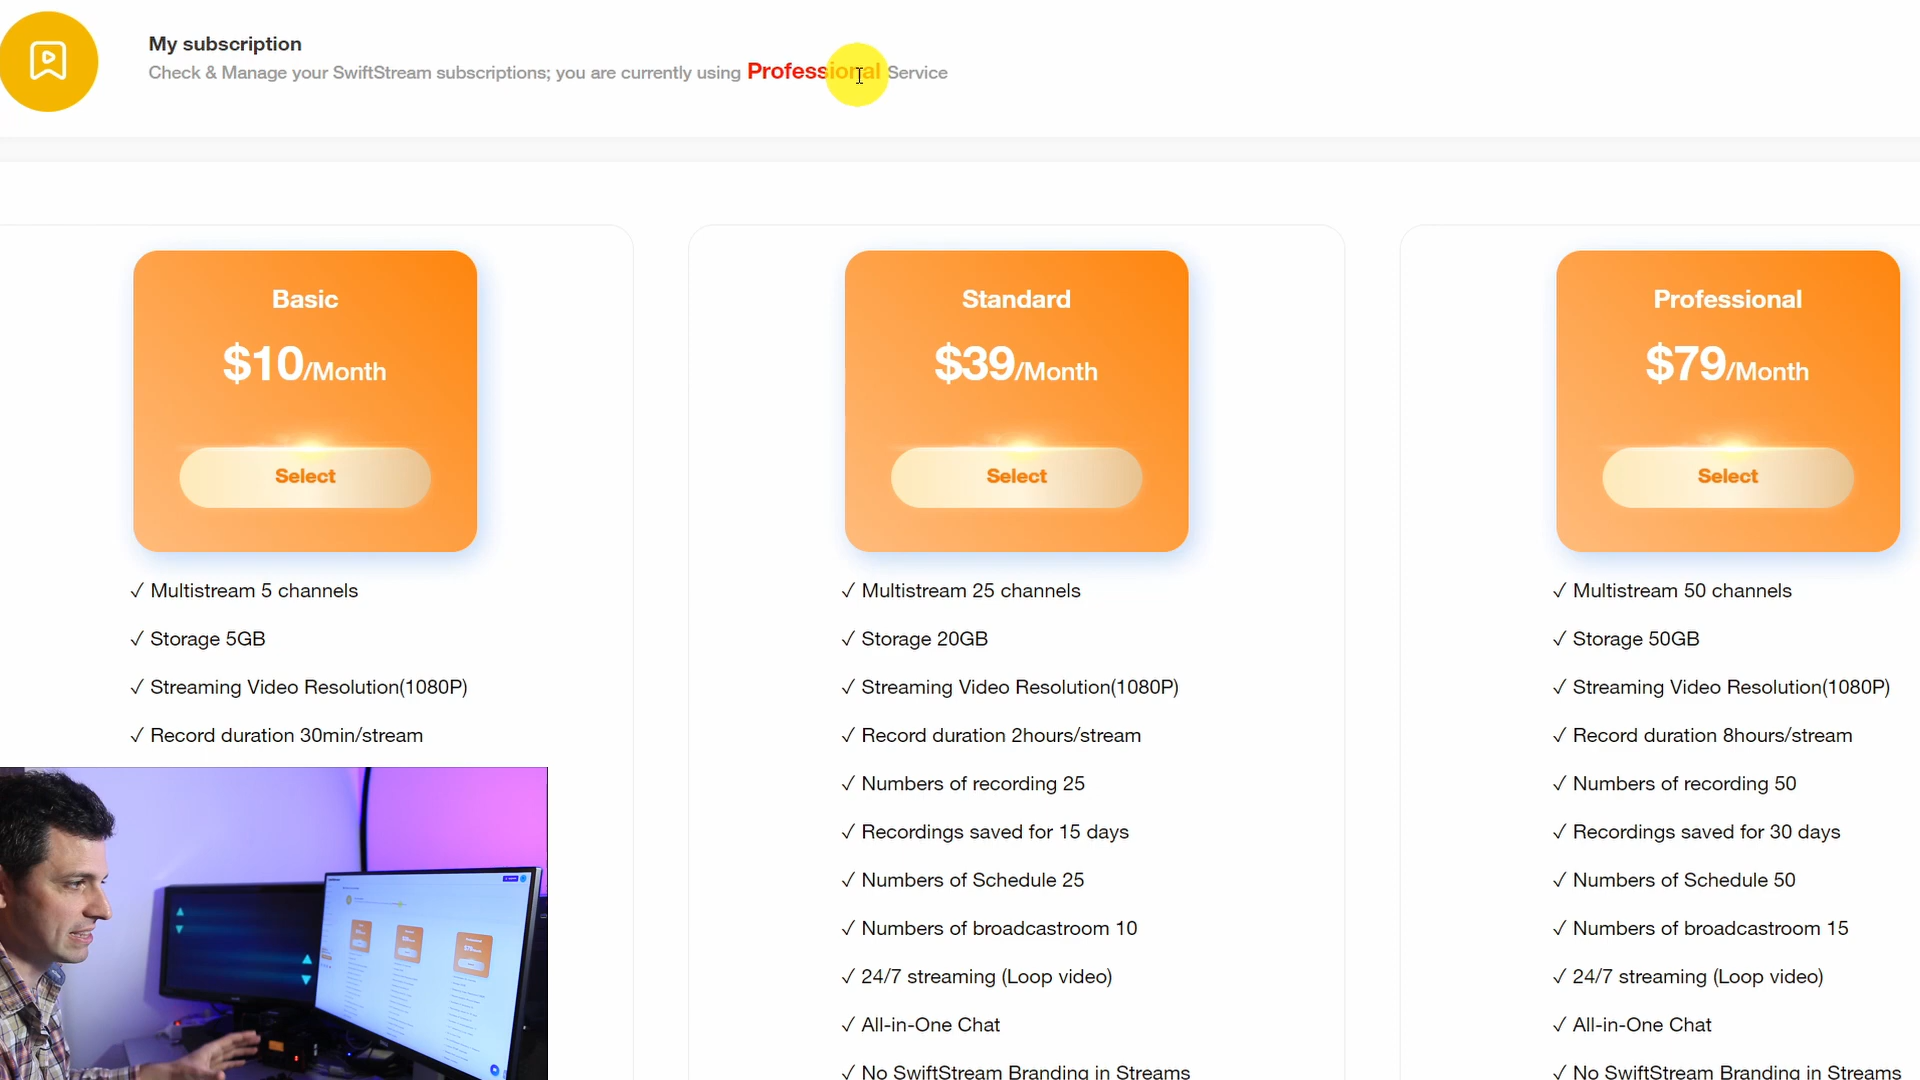 My subscription
Check & Manage your SwiftStream subscriptions; you are currently using Professional Service
Basic
$10/Month
Select
✓ Multistream 5 channels
✓ Storage 5GB
✓ Streaming Video Resolution(1080P)
✓ Record duration 30min/stream
Standard
$39/Month
Select
✓ Multistream 25 channels
✓ Storage 20GB
✓ Streaming Video Resolution(1080P)
✓ Record duration 2hours/stream
✓ Numbers of recording 25
✓ Recordings saved for 15 days
✓ Numbers of Schedule 25
✓ Numbers of broadcastroom 10
✓ 24/7 streaming (Loop video)
✓ All-in-One Chat
✓ No SwiftStream Branding in Streams
Professional
$79/Month
Select
✓ Multistream 50 channels
✓ Storage 50GB
✓ Streaming Video Resolution(1080P)
✓ Record duration 8hours/stream
✓ Numbers of recording 50
✓ Recordings saved for 30 days
✓ Numbers of Schedule 50
✓ Numbers of broadcastroom 15
✓ 24/7 streaming (Loop video)
✓ All-in-One Chat
✓ No SwiftStream Branding in Streams